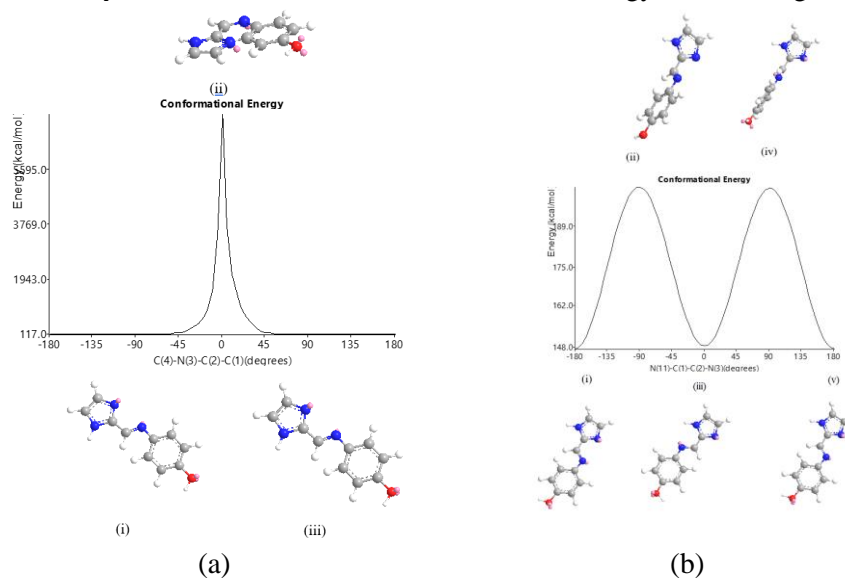 (ii)
Conformational Energy
Energy(kcal/mol)
5595.0
3769.0
1943.0
117.0
-180 -135 -90 -45 0 45 90 135 180
C(4)-N(3)-C(2)-C(1)(degrees)
(i) (iii)
(a)
(ii) (iv)
Conformational Energy
Energy (kcal/mol)
189.0
175.0
162.0
148.0
-180 -135 -90 -45 0 45 90 135 180
N(11)-C(1)-C(2)-N(3)(degrees)
(i) (iii) (v)
(b)